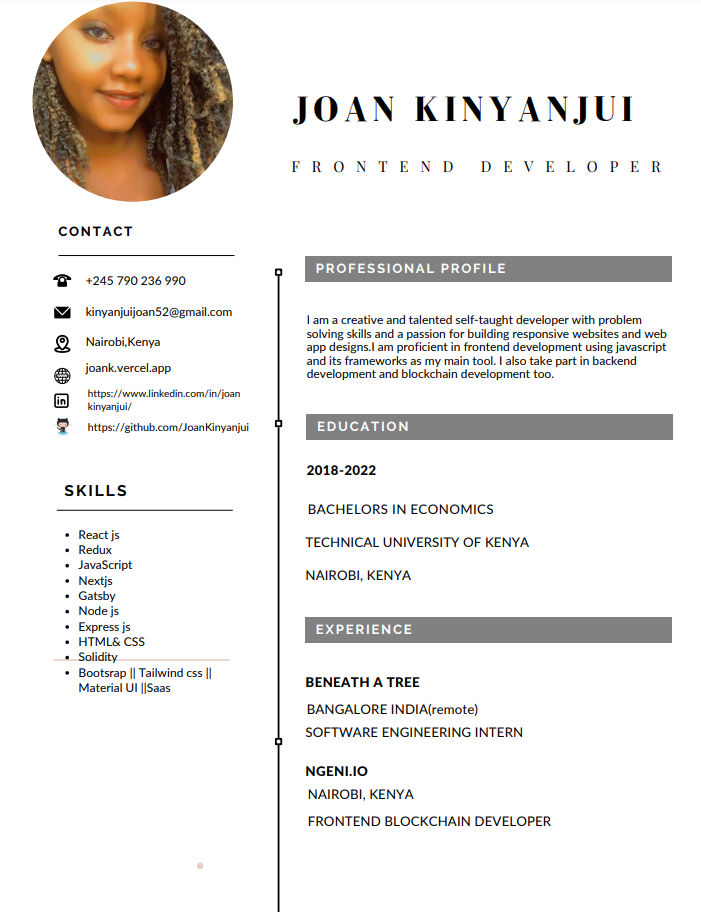 JOAN KINYANJUI
FRONTEND DEVELOPER
CONTACT
+245 790 236 990
kinyanjuijoan52@gmail.com
Nairobi,Kenya
joank.vercel.app
https://www.linkedin.com/in/joan
kinyanjui/
https://github.com/JoanKinyanjui
SKILLS
• React js
• Redux
• JavaScript
• Nextjs
• Gatsby
• Node js
• Express js
• HTML& CSS
• Solidity
• Bootsrap || Tailwind css ||
Material UI ||Saas
PROFESSIONAL PROFILE
I am a creative and talented self-taught developer with problem
solving skills and a passion for building responsive websites and web
app designs.I am proficient in frontend development using javascript
and its frameworks as my main tool. I also take part in backend
development and blockchain development too.
EDUCATION
2018-2022
BACHELORS IN ECONOMICS
TECHNICAL UNIVERSITY OF KENYA
NAIROBI, KENYA
EXPERIENCE
BENEATH A TREE
BANGALORE INDIA(remote)
SOFTWARE ENGINEERING INTERN
NGENI.IO
NAIROBI, KENYA
FRONTEND BLOCKCHAIN DEVELOPER